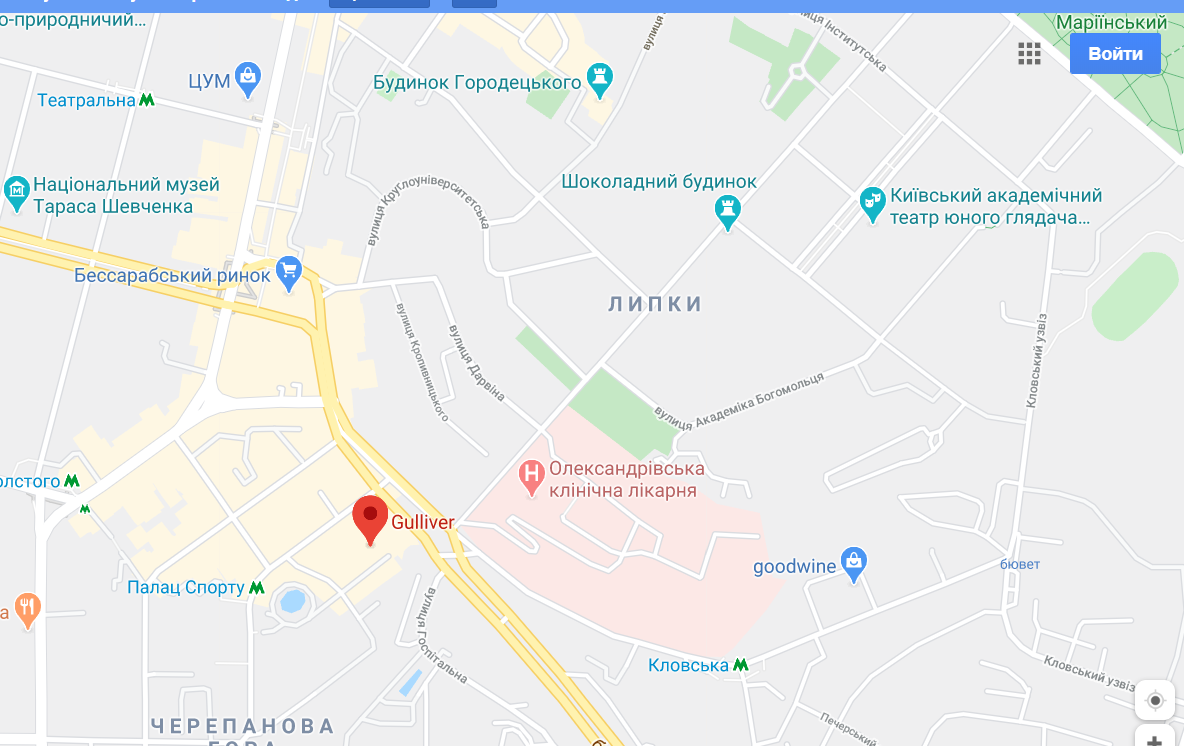 о-природничий...
Маріїнський
вулиця
вулиця Інститутська
Войти
ЦУМ
Будинок Городецького
Театральна
Національний музей
Тараса Шевченка
вулиця Круглоуніверситетська
Шоколадний будинок
Київський академічний
театр юного глядача...
Бессарабський ринок
ЛИПКИ
вулиця Кропивницького
вулиця Дарвіна
Кловський узвіз
вулиця Академіка Богомольця
олстого
Олександрівська
клінічна лікарня
Gulliver
goodwine
бювет
Палац Спорту
а
вулиця Госпітальна
Кловська
Кловський узвіз
Печерський
ЧЕРЕПАНОВА
ГОРА